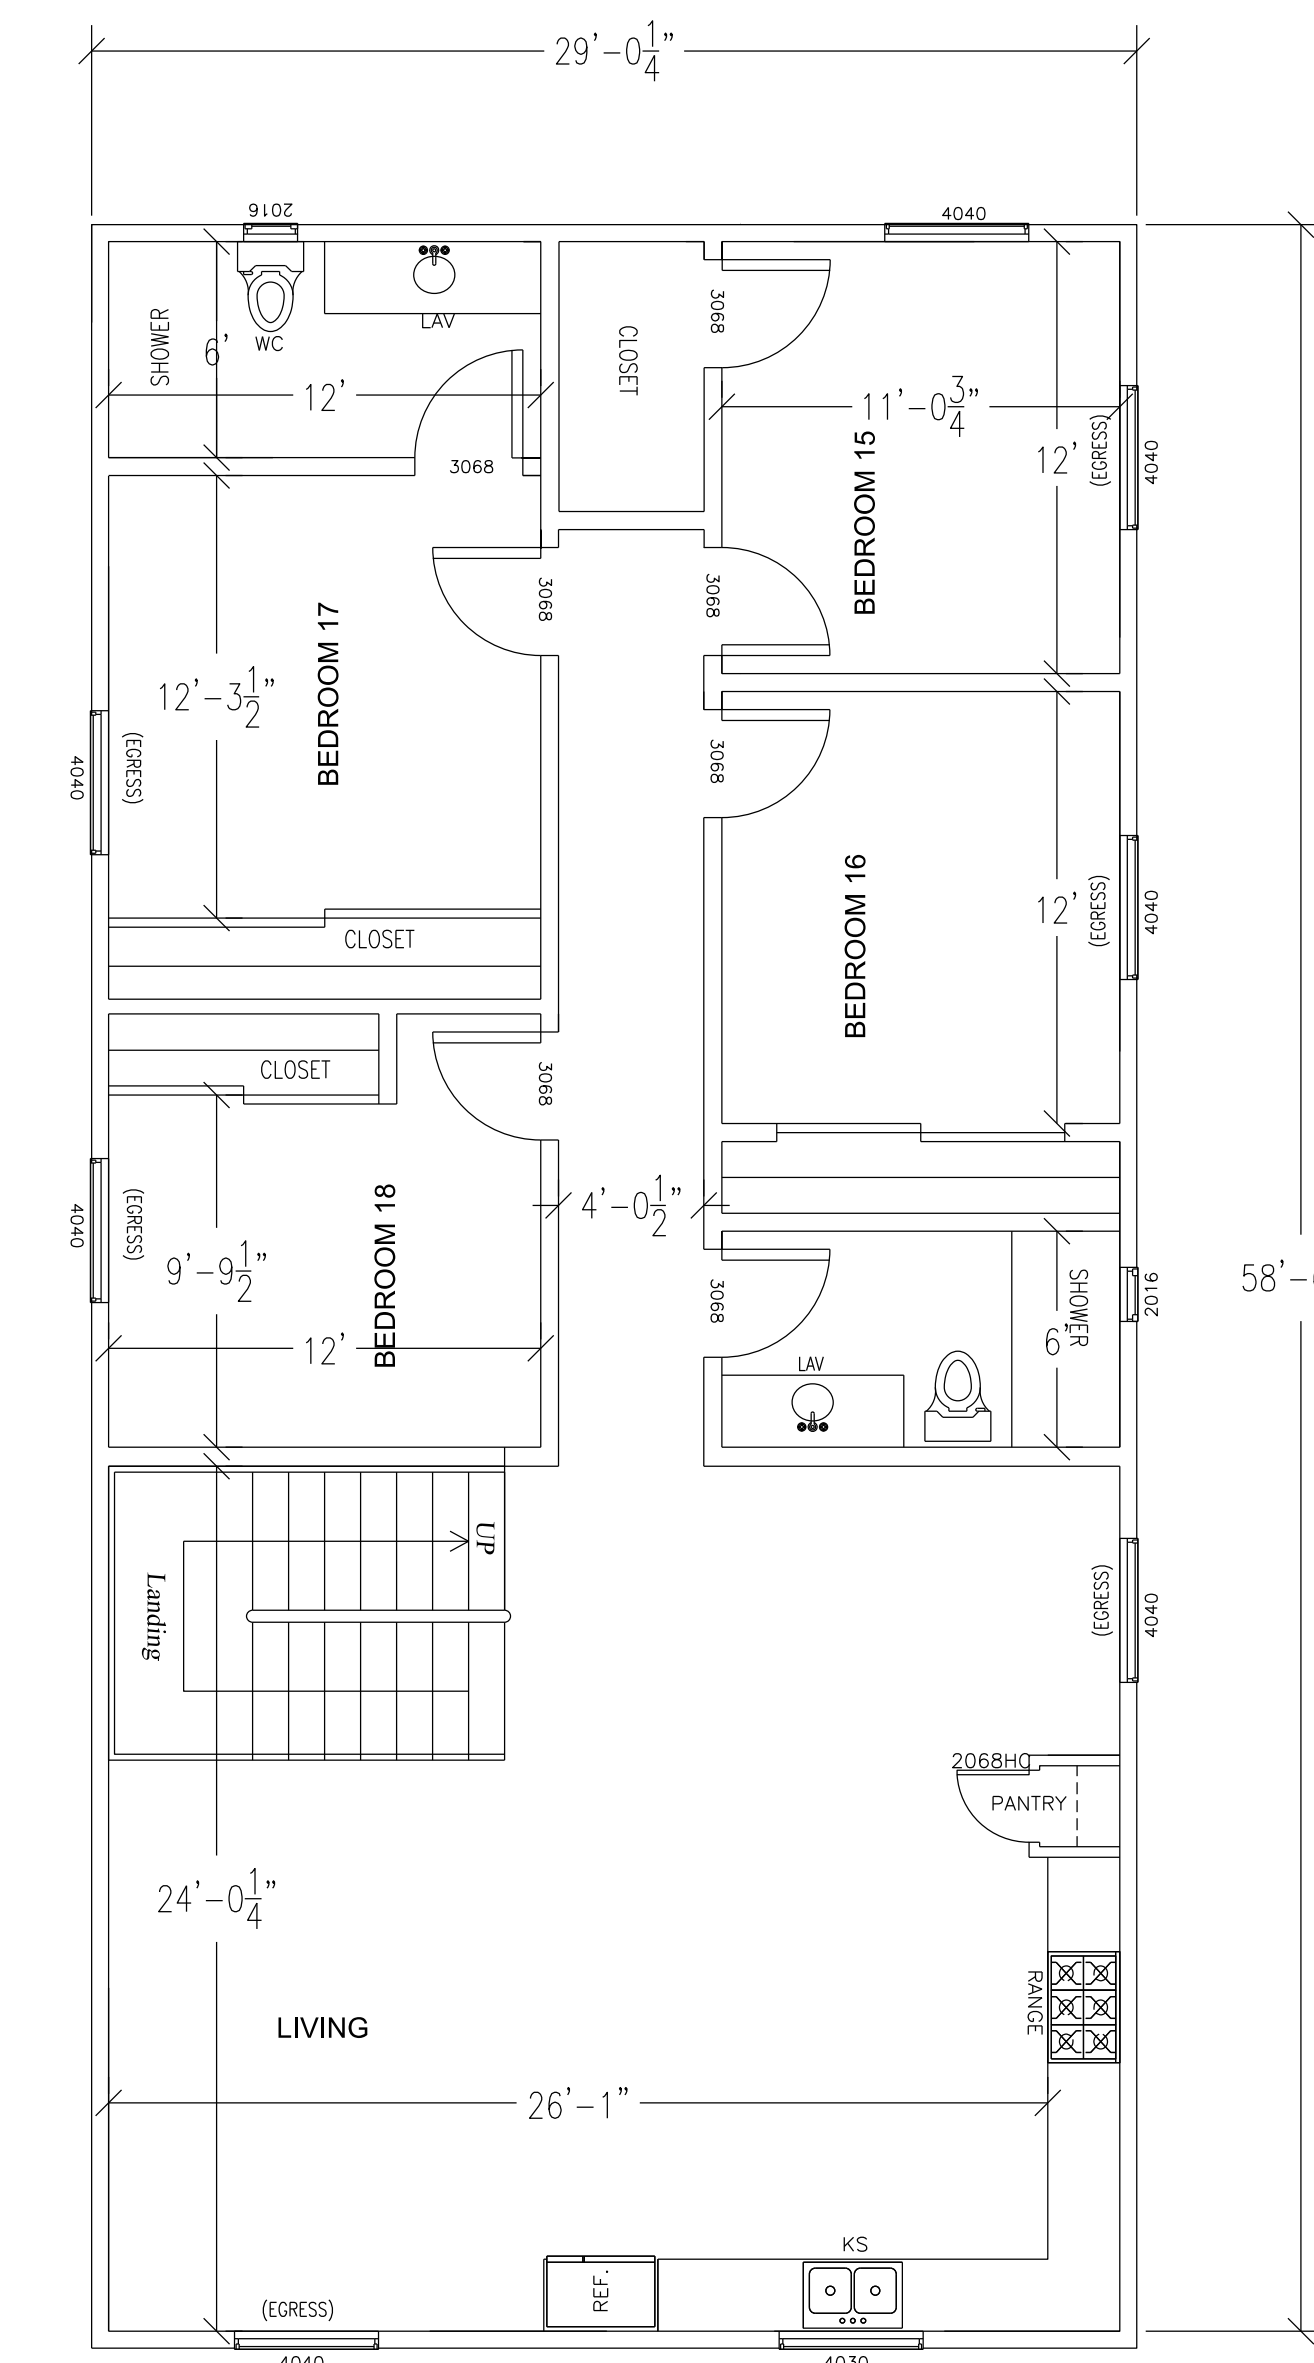 29'-0 1/4"
2016
4040
SHOWER
6'
WC
LAV
CLOSET
3068
12'
11'-0 3/4"
BEDROOM 15
12'
(EGRESS)
4040
3068
3068
3068
BEDROOM 17
12'-3 1/2"
(EGRESS)
4040
3068
BEDROOM 16
12'
(EGRESS)
4040
CLOSET
CLOSET
3068
4'-0 1/2"
(EGRESS)
4040
9'-9 1/2"
BEDROOM 18
12'
3068
SHOWER
6'
2016
58'-
LAV
UP
Landing
(EGRESS)
4040
2068HC
PANTRY
24'-0 1/4"
RANGE
LIVING
26'-1"
KS
REF.
(EGRESS)
4040
4030